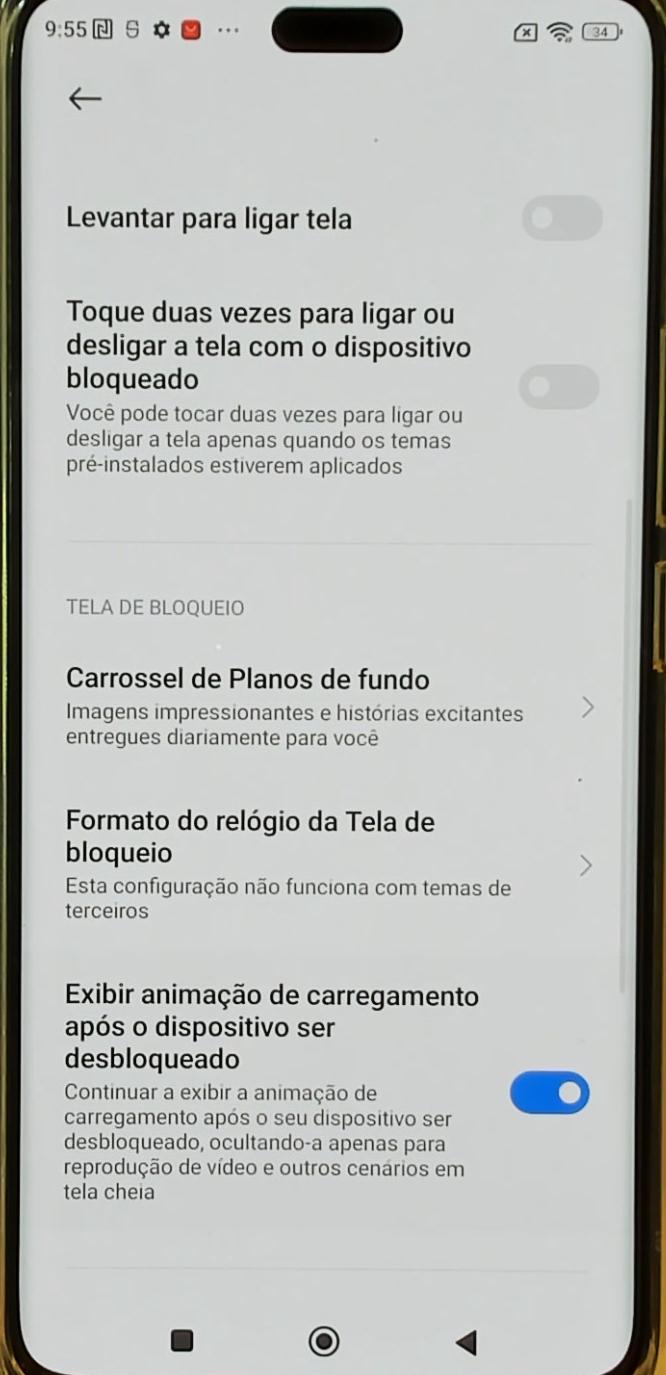 9:55
34
Levantar para ligar tela
Toque duas vezes para ligar ou
desligar a tela com o dispositivo
bloqueado
Você pode tocar duas vezes para ligar ou
desligar a tela apenas quando os temas
pré-instalados estiverem aplicados
TELA DE BLOQUEIO
Carrossel de Planos de fundo
Imagens impressionantes e histórias excitantes
entregues diariamente para você
Formato do relógio da Tela de
bloqueio
Esta configuração não funciona com temas de
terceiros
Exibir animação de carregamento
após o dispositivo ser
desbloqueado
Continuar a exibir a animação de
carregamento após o seu dispositivo ser
desbloqueado, ocultando-a apenas para
reprodução de vídeo e outros cenários em
tela cheia